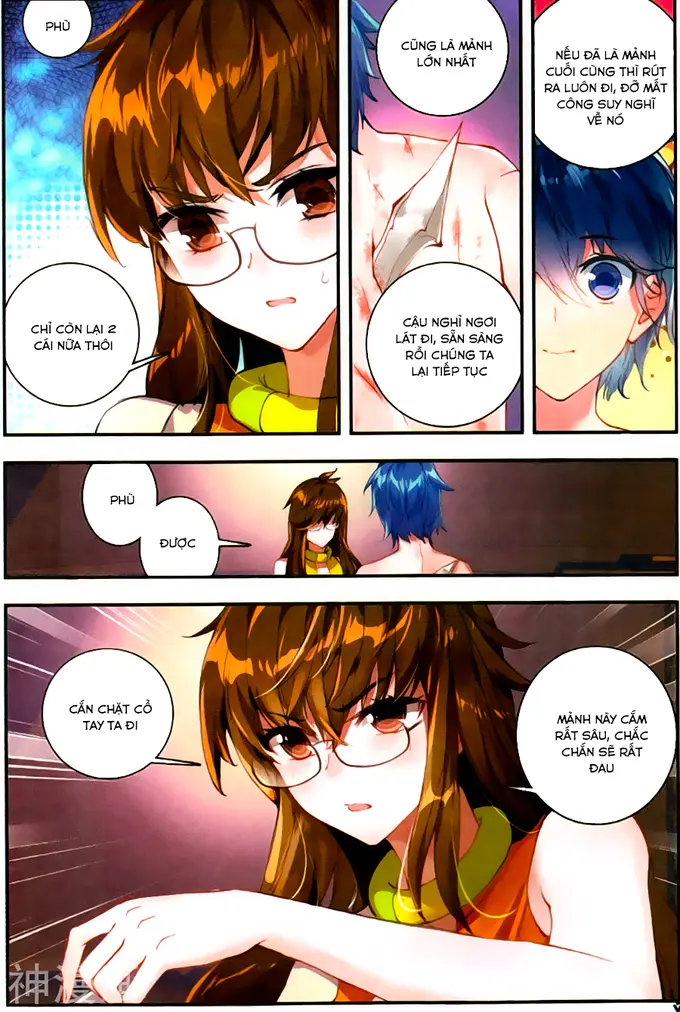 PHÙ
CHỈ CÒN LẠI 2
CÁI NỮA THÔI
CŨNG LÀ MẢNH
LỚN NHẤT
CẬU NGHỈ NGƠI
LÁT ĐI, SẴN SÀNG
RỒI CHÚNG TA
LẠI TIẾP TỤC
NẾU ĐÃ LÀ MẢNH
CUỐI CÙNG THÌ RÚT
RA LUÔN ĐI, ĐỠ MẤT
CÔNG SUY NGHĨ
VỀ NÓ
PHÙ
ĐƯỢC
CẮN CHẶT CỔ
TAY TA ĐI
MẢNH NÀY CẮM
RẤT SÂU, CHẮC
CHẮN SẼ RẤT
ĐAU
神漫